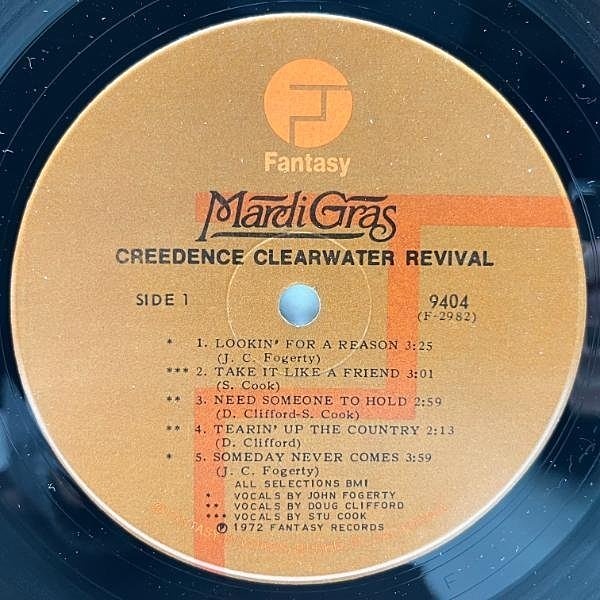 Fantasy
Mardi Gras
CREEDENCE CLEARWATER REVIVAL
SIDE 1
9404
(F-2982)
* 1. LOOKIN' FOR A REASON 3:25
(J. C. Fogerty)
*** 2. TAKE IT LIKE A FRIEND 3:01
(S. Cook)
** 3. NEED SOMEONE TO HOLD 2:59
(D. Clifford-S. Cook)
** 4. TEARIN' UP THE COUNTRY 2:13
(D. Clifford)
* 5. SOMEDAY NEVER COMES 3:59
(J. C. Fogerty)
ALL SELECTIONS BMI
* VOCALS BY JOHN FOGERTY
** VOCALS BY DOUG CLIFFORD
*** VOCALS BY STU COOK
℗ 1972 FANTASY RECORDS